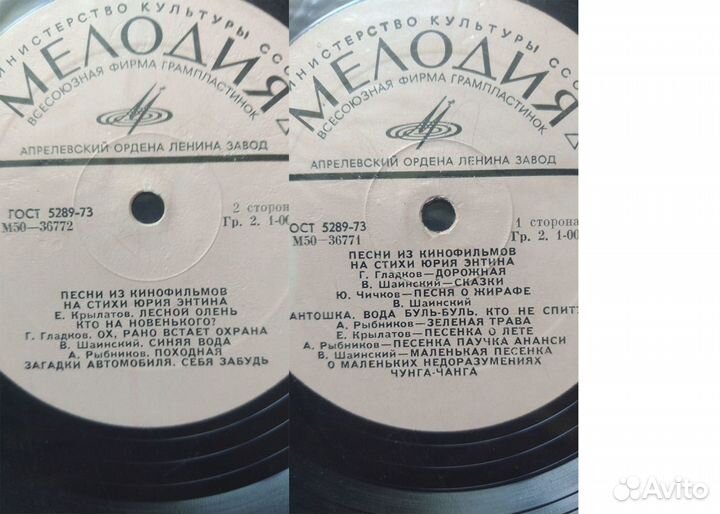 МИНИСТЕРСТВО КУЛЬТУРЫ СССР
МЕЛОДИЯ
ВСЕСОЮЗНАЯ ФИРМА ГРАМПЛАСТИНОК
АПРЕЛЕВСКИЙ ОРДЕНА ЛЕНИНА ЗАВОД
ГОСТ 5289-73
М50—36772
2 сторона
Гр. 2. 1-00
ПЕСНИ ИЗ КИНОФИЛЬМОВ
НА СТИХИ ЮРИЯ ЭНТИНА
Е. Крылатов. ЛЕСНОЙ ОЛЕНЬ
КТО НА НОВЕНЬКОГО?
Г. Гладков. ОХ, РАНО ВСТАЕТ ОХРАНА
В. Шаинский. СИНЯЯ ВОДА
А. Рыбников. ПОХОДНАЯ
ЗАГАДКИ АВТОМОБИЛЯ. СЕБЯ ЗАБУДЬ
МИНИСТЕРСТВО КУЛЬТУРЫ СССР
МЕЛОДИЯ
ВСЕСОЮЗНАЯ ФИРМА ГРАМПЛАСТИНОК
АПРЕЛЕВСКИЙ ОРДЕНА ЛЕНИНА ЗАВОД
ОСТ 5289-73
М50—36771
1 сторона
Гр. 2. 1-00
ПЕСНИ ИЗ КИНОФИЛЬМОВ
НА СТИХИ ЮРИЯ ЭНТИНА
Г. Гладков—ДОРОЖНАЯ
В. Шаинский—СКАЗКИ
Ю. Чичков—ПЕСНЯ О ЖИРАФЕ
В. Шаинский
АНТОШКА. ВОДА БУЛЬ-БУЛЬ. КТО НЕ СПИТ?
А. Рыбников—ЗЕЛЕНАЯ ТРАВА
Е. Крылатов—ПЕСЕНКА О ЛЕТЕ
А. Рыбников—ПЕСЕНКА ПАУЧКА АНАНСИ
В. Шаинский—МАЛЕНЬКАЯ ПЕСЕНКА
О МАЛЕНЬКИХ НЕДОРАЗУМЕНИЯХ
ЧУНГА-ЧАНГА
Avito